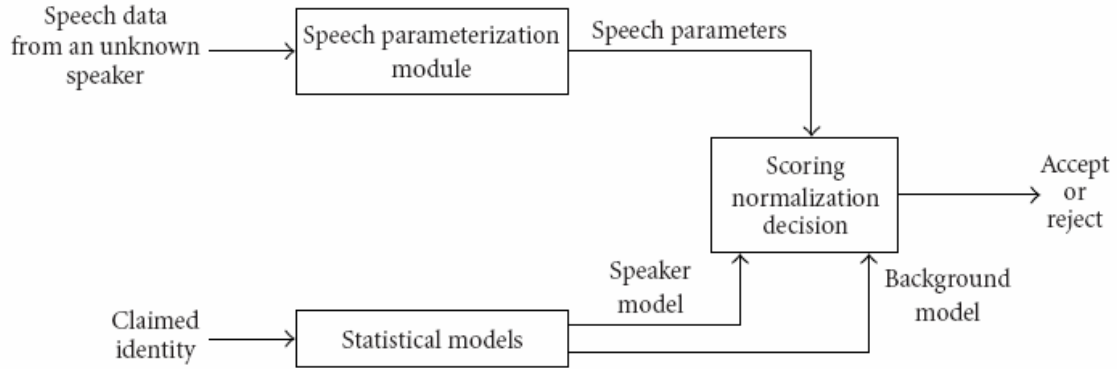 Speech data
from an unknown
speaker
Speech parameterization
module
Speech parameters
Scoring
normalization
decision
Accept
or
reject
Speaker
model
Background
model
Claimed
identity
Statistical models